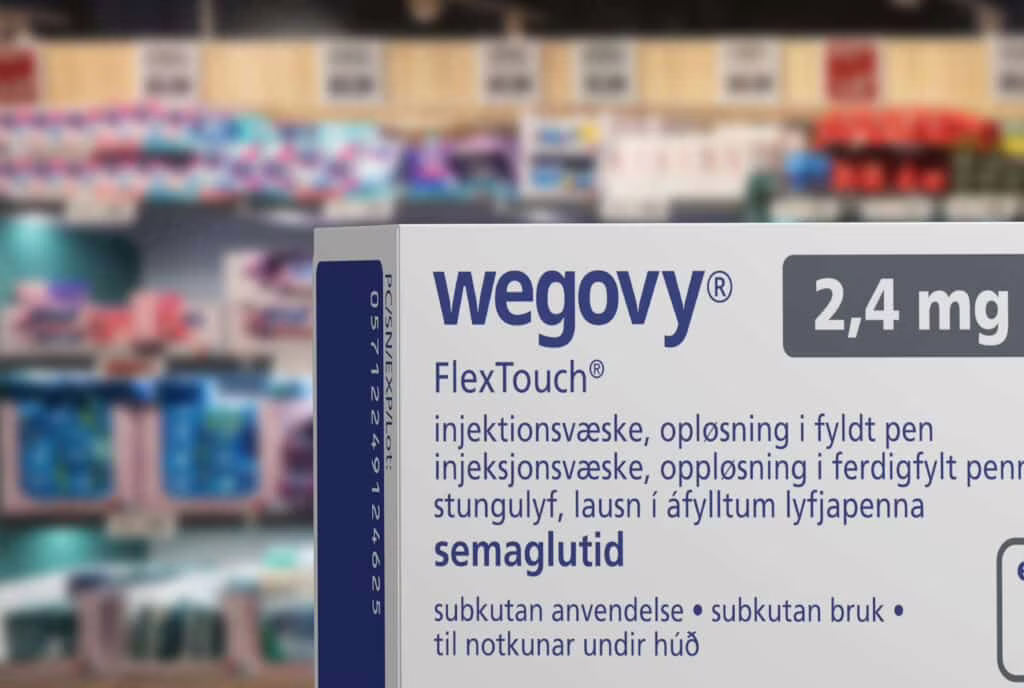 PC/SN/EXP/Lot:
05712249124625
wegovy®
2,4 mg
FlexTouch®
injektionsvæske, opløsning i fyldt pen
injeksjonsvæske, oppløsning i ferdigfylt penn
stungulyf, lausn í áfylltum lyfjapenna
semaglutid
subkutan anvendelse • subkutan bruk •
til notkunar undir húð